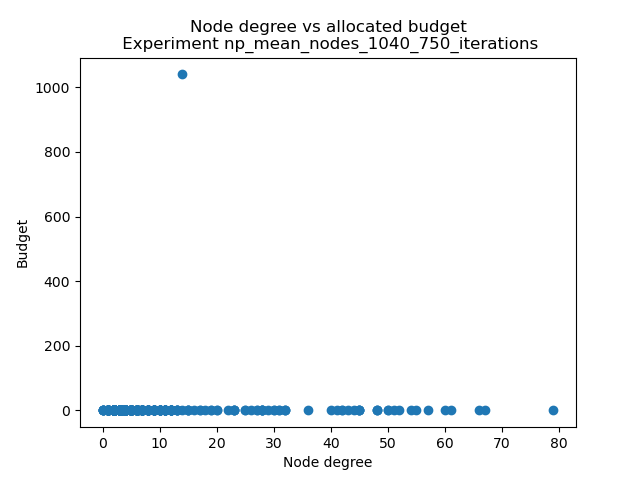 Node degree vs allocated budget
Experiment np_mean_nodes_1040_750_iterations
1000
800
600
400
200
0
Budget
0 10 20 30 40 50 60 70 80
Node degree